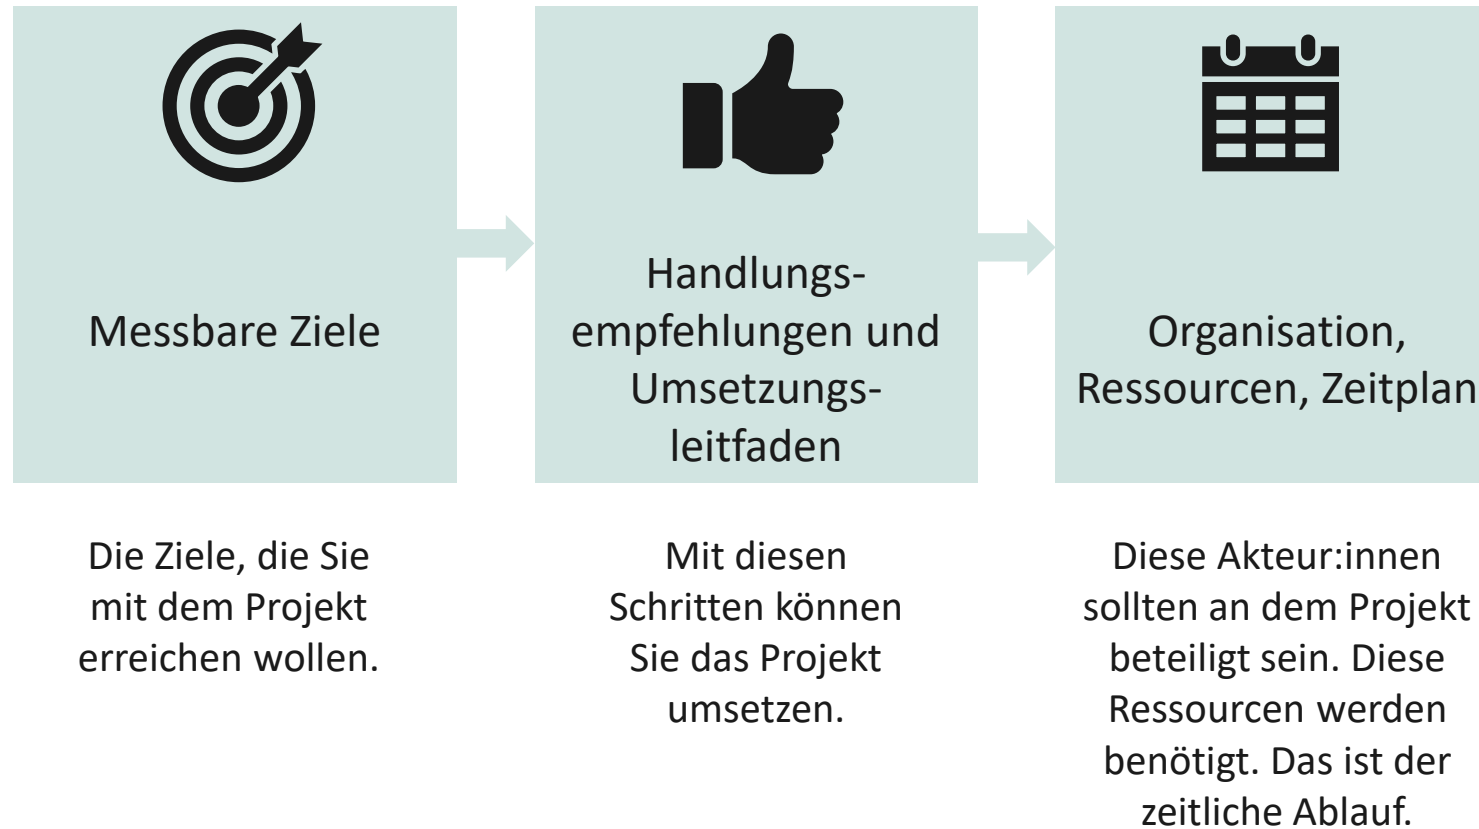 Messbare Ziele
Handlungs-
empfehlungen und
Umsetzungs-
leitfaden
Organisation,
Ressourcen, Zeitplan
Die Ziele, die Sie
mit dem Projekt
erreichen wollen.
Mit diesen
Schritten können
Sie das Projekt
umsetzen.
Diese Akteur:innen
sollten an dem Projekt
beteiligt sein. Diese
Ressourcen werden
benötigt. Das ist der
zeitliche Ablauf.